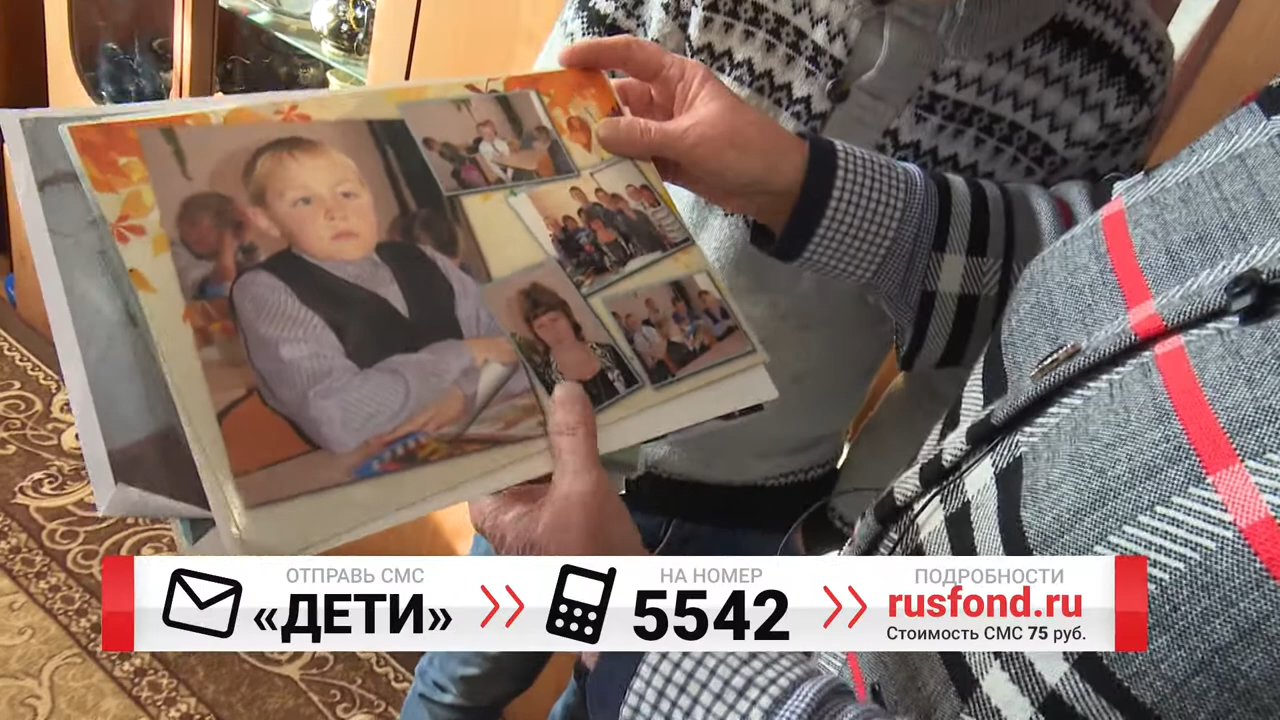 ОТПРАВЬ СМС
«ДЕТИ»
НА НОМЕР
5542
ПОДРОБНОСТИ
rusfond.ru
Стоимость СМС 75 руб.